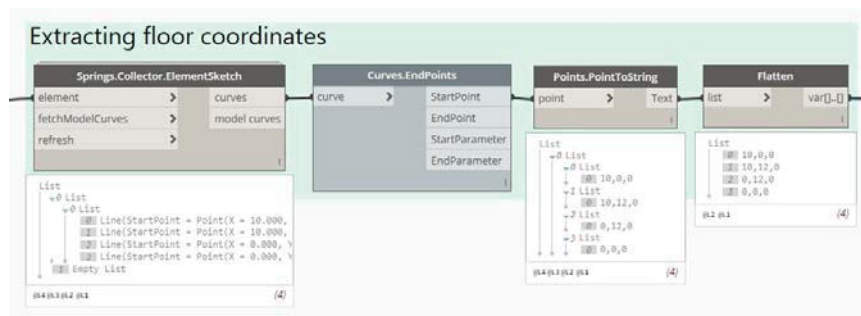 Extracting floor coordinates
Springs.Collector.ElementSketch
element > curves
fetchModelCurves > model curves
refresh >
List
0 List
0 List
0 Line(StartPoint = Point(X = 10.000,
1 Line(StartPoint = Point(X = 10.000,
2 Line(StartPoint = Point(X = 0.000, Y
3 Line(StartPoint = Point(X = 0.000, Y
1 Empty List
@L4 @L3 @L2 @L1 (4)
Curves.EndPoints
curve > StartPoint
EndPoint
StartParameter
EndParameter
Points.PointToString
point > Text
List
0 List
0 List
0 10,0,0
1 List
0 10,12,0
2 List
0 0,12,0
3 List
0 0,0,0
@L4 @L3 @L2 @L1 (4)
Flatten
list > var[]..[]
List
0 10,0,0
1 10,12,0
2 0,12,0
3 0,0,0
@L2 @L1 (4)